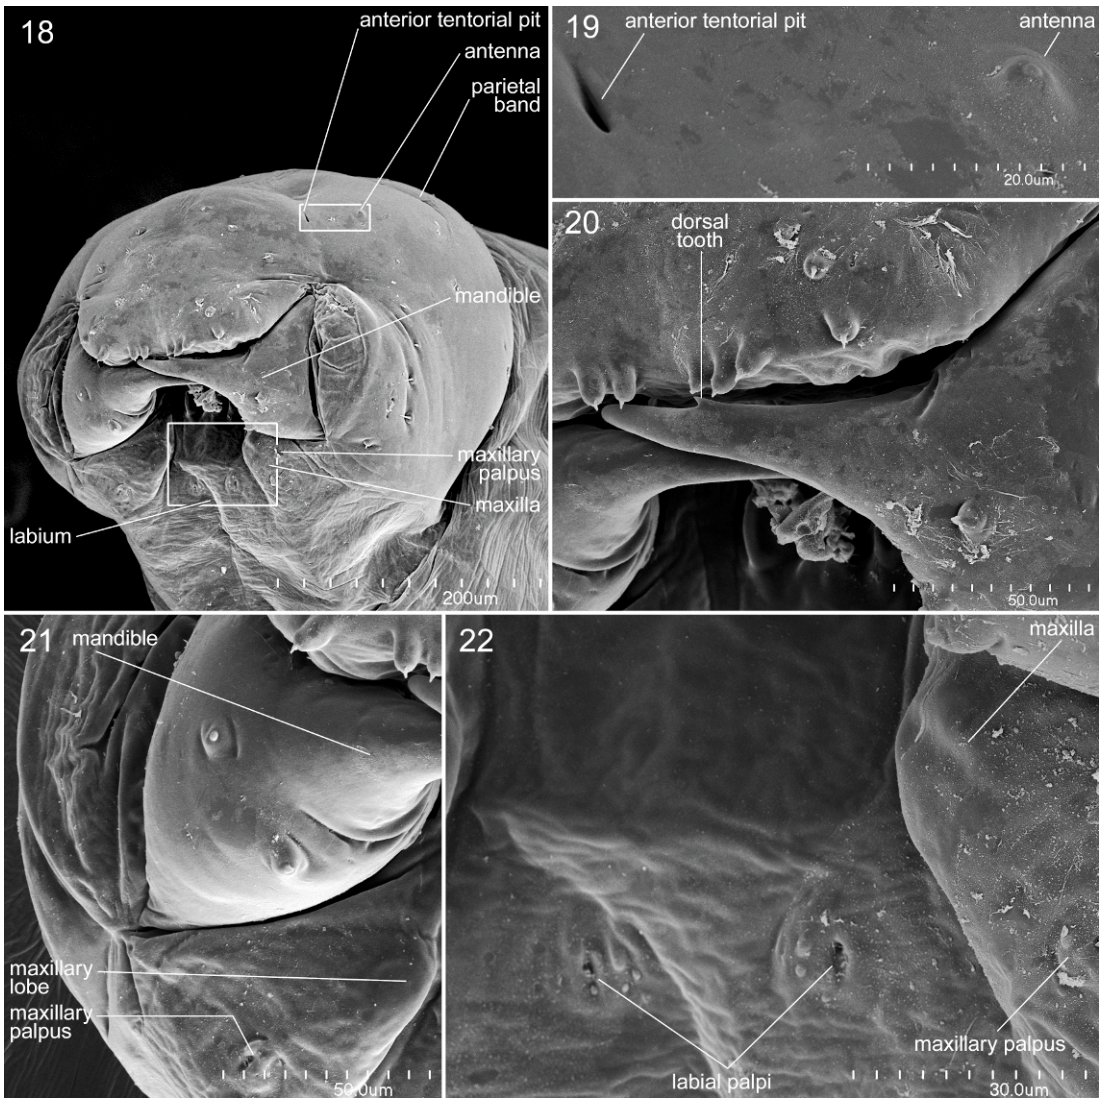 18
anterior tentorial pit
antenna
parietal
band
mandible
maxillary
palpus
maxilla
labium
200um
19
anterior tentorial pit
antenna
20.0um
20
dorsal
tooth
50.0um
21
mandible
maxillary
lobe
maxillary
palpus
50.0um
22
maxilla
labial palpi
maxillary palpus
30.0um